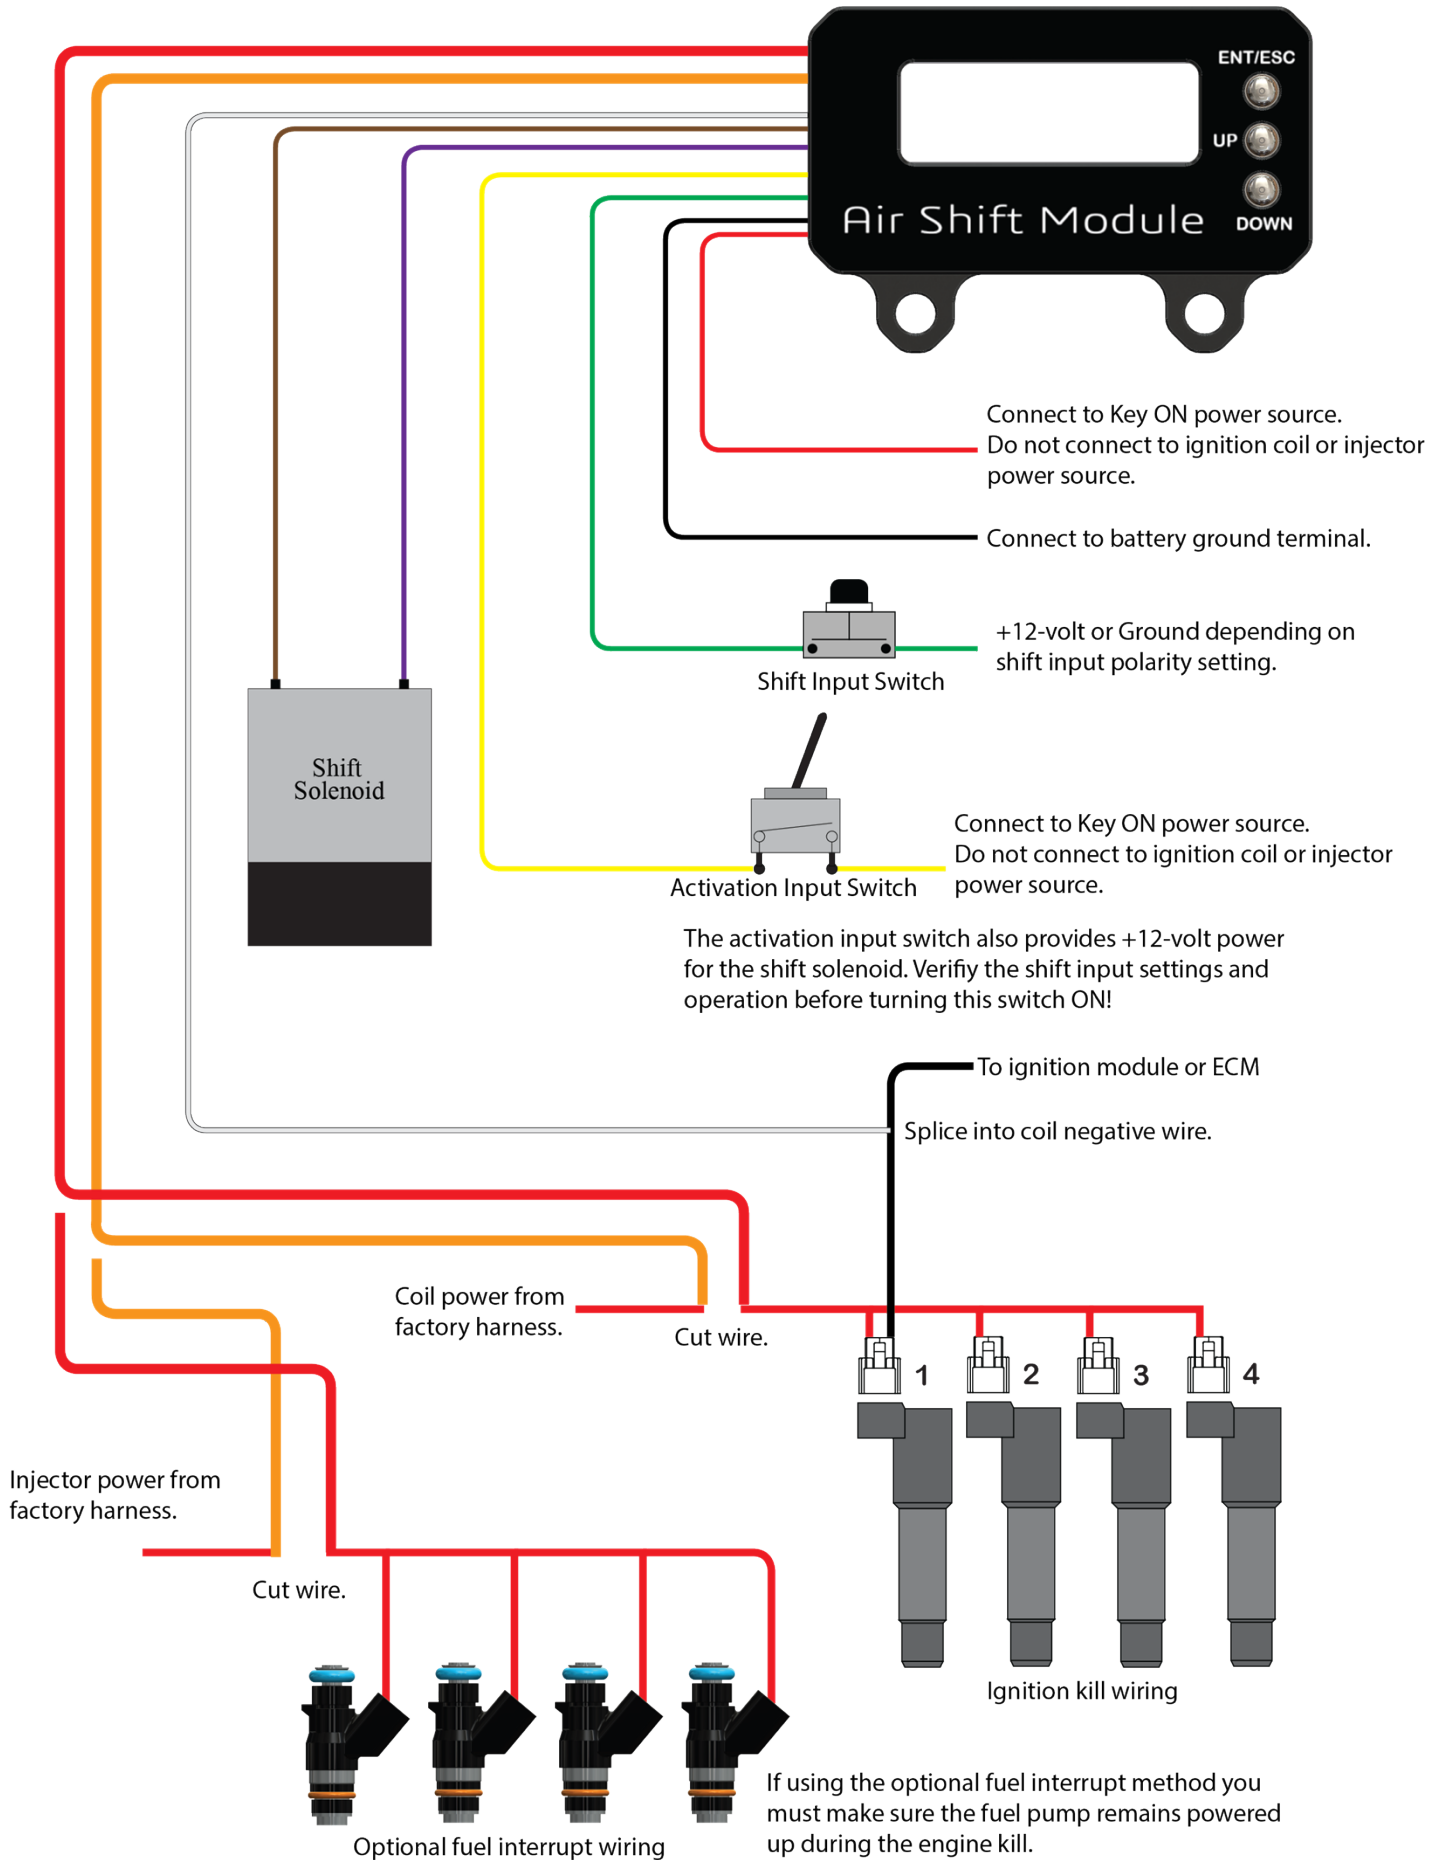 ENT/ESC
UP
DOWN
Air Shift Module
Connect to Key ON power source.
Do not connect to ignition coil or injector
power source.
Connect to battery ground terminal.
+12-volt or Ground depending on
shift input polarity setting.
Shift Input Switch
Shift
Solenoid
Connect to Key ON power source.
Do not connect to ignition coil or injector
power source.
Activation Input Switch
The activation input switch also provides +12-volt power
for the shift solenoid. Verifiy the shift input settings and
operation before turning this switch ON!
To ignition module or ECM
Splice into coil negative wire.
Coil power from
factory harness.
Cut wire.
1
2
3
4
Injector power from
factory harness.
Cut wire.
Ignition kill wiring
If using the optional fuel interrupt method you
must make sure the fuel pump remains powered
up during the engine kill.
Optional fuel interrupt wiring